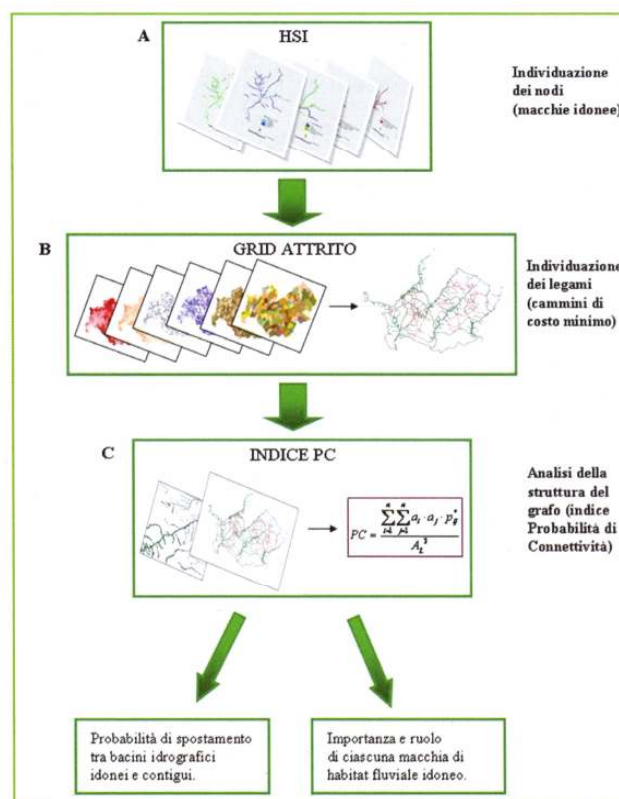 A
HSI
Individuazione
dei nodi
(macchie idonee)
B
GRID ATTRITO
Individuazione
dei legami
(cammini di
costo minimo)
C
INDICE PC
Analisi della
struttura del
grafo (indice
Probabilità di
Connettività)
Probabilità di spostamento
tra bacini idrografici
idonei e contigui.
Importanza e ruolo
di ciascuna macchia di
habitat fluviale idoneo.